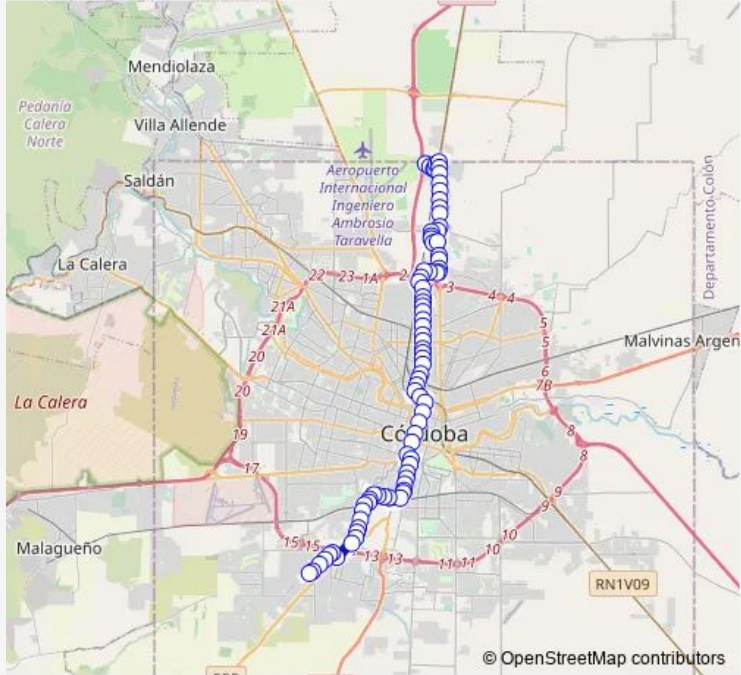 Mendiolaza
Pedanía
Calera
Norte
Villa Allende
Saldán
Aeropuerto
Internacional
Ingeniero
Ambrosio
Taravella
Departamento Colón
La Calera
22
23
1A
2
3
4
4
21A
21A
5
5
20
Malvinas Argen
6
7B
20
La Calera
19
Córdoba
8
17
8
9
9
Malagueño
15
15
13
13
11
11
10
10
RN1V09
© OpenStreetMap contributors